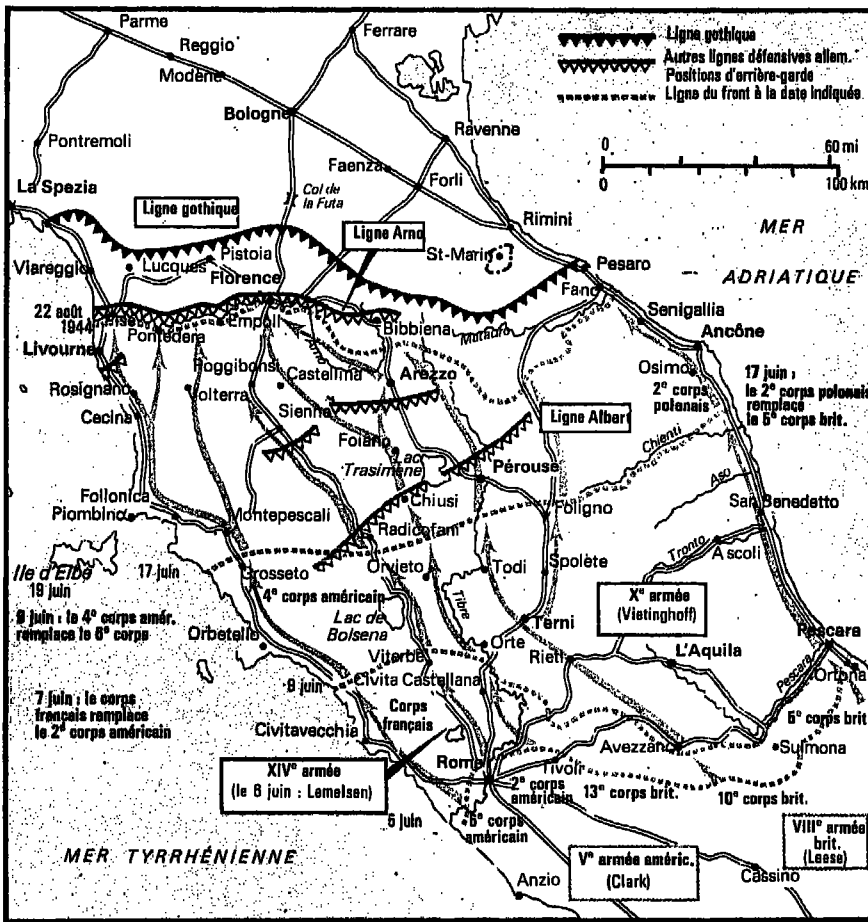 Parme
Ferrare
Reggio
Modène
Ligne gothique
Autres lignes défensives allem.
Positions d'errière-garde
Ligne du front à la date indiquée
Bologne
Pontremoli
Ravenne
0 60 mi
0 100 km
Faenza
Forli
La Spezia
Col de
la Futa
Ligne gothique
Ligne Arno
Rimini
MER
ADRIATIQUE
St-Marin
Pistoia
Lucques
Viareggio
Florence
Pesaro
Fano
22 août
1944
Pise
Pontedera
Empoli
Bibbiena
Metauro
Senigallia
Ancône
Livourne
Arno
Poggibonsi
Castellina
Arezzo
Osimo
2e corps
polonais
17 juin :
le 2e corps polonais
remplace
le 5e corps brit.
Rosignano
Volterra
Cecina
Sienne
Foiano
Ligne Albert
Lac
Trasimène
Pérouse
Chienti
Aso
Chiusi
San Benedetto
Follonica
Piombino
Montepescali
Radicofani
Foligno
Tronto
Ascoli
Ile d'Elbe
19 juin
17 juin
Grosseto
Orvieto
Todi
Spolète
4e corps américain
9 juin : le 4e corps amér.
remplace le 6e corps
Lac de
Bolsena
Tibre
Terni
Xe armée
(Vietinghoff)
Orbetello
Viterbe
Orte
Rieti
L'Aquila
Pescara
Pescara
Ortona
9 juin
Civita Castellana
7 juin : le corps
français remplace
le 2e corps américain
Corps
français
5e corps brit.
Civitavecchia
Avezzano
Sulmona
XIVe armée
(le 6 juin : Lemelsen)
Rome
Tivoli
2e corps
américain
13e corps brit.
10e corps brit.
5 juin
6e corps
américain
VIIIe armée
brit.
(Leese)
MER TYRRHÉNIENNE
Ve armée améric.
(Clark)
Cassino
Anzio